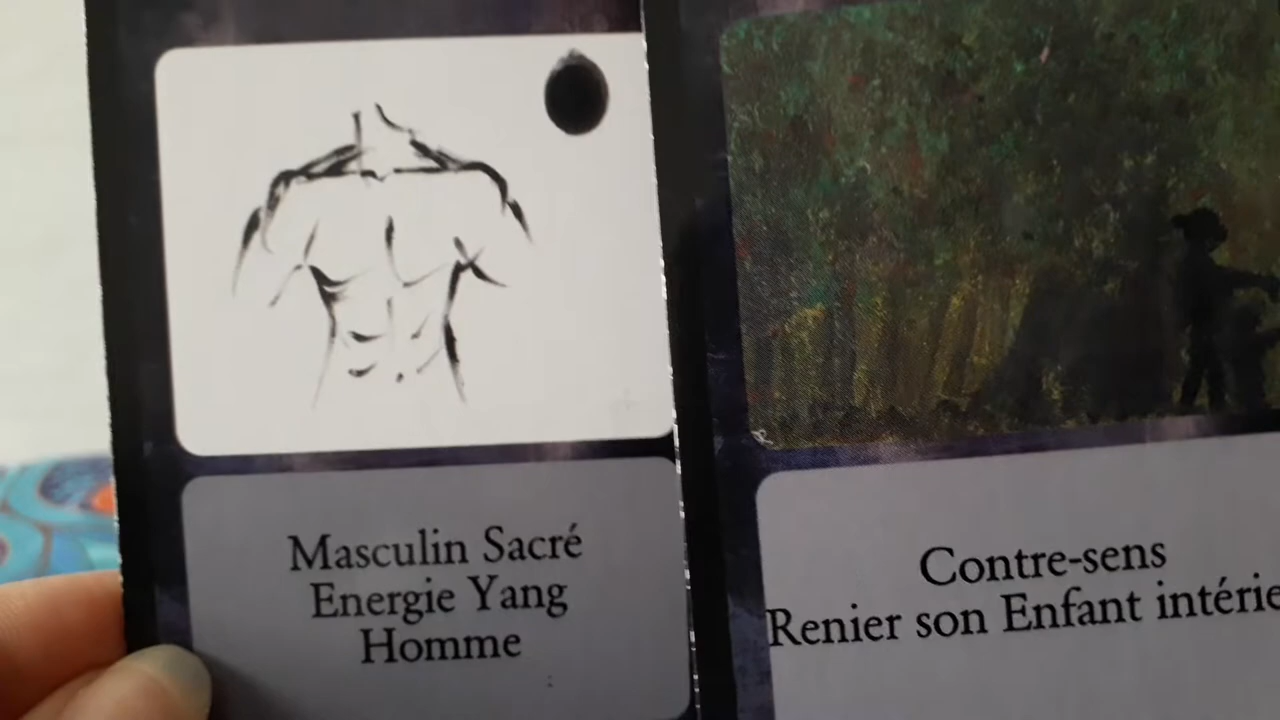 Masculin Sacré
Energie Yang
Homme
Contre-sens
Renier son Enfant intérie